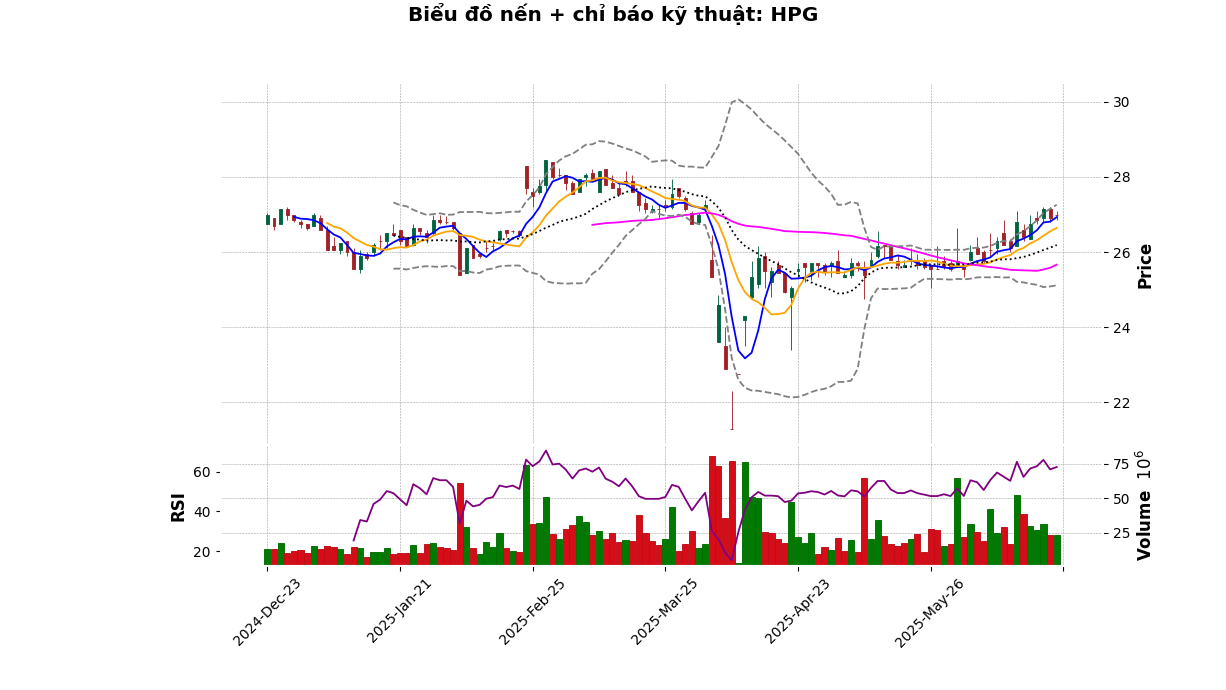 Biểu đồ nến + chỉ báo kỹ thuật: HPG
30
28
26
24
22
Price
60
40
20
RSI
75
50
25
Volume 10^6
2024-Dec-23
2025-Jan-21
2025-Feb-25
2025-Mar-25
2025-Apr-23
2025-May-26